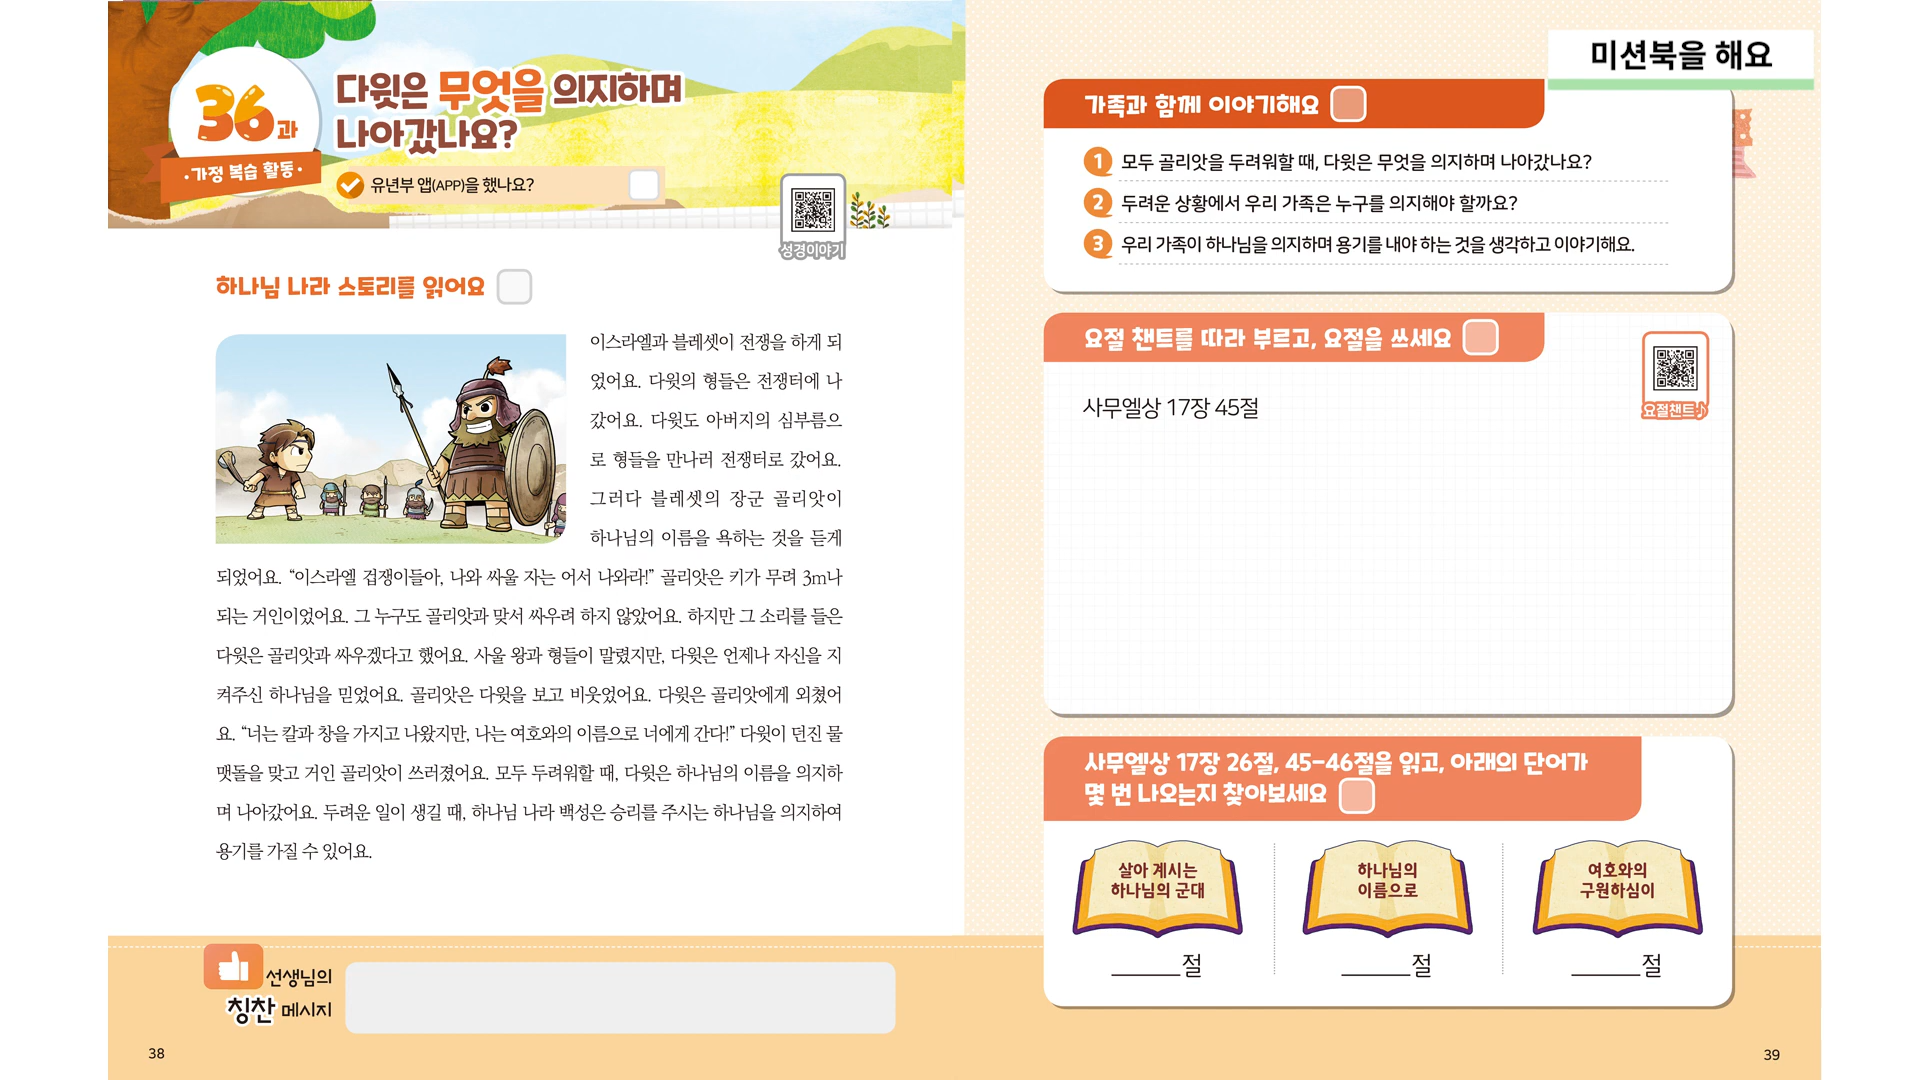 36과
·가정 복습 활동·
다윗은 무엇을 의지하며
나아갔나요?
유년부 앱(APP)을 했나요?
성경이야기
하나님 나라 스토리를 읽어요
이스라엘과 블레셋이 전쟁을 하게 되
었어요. 다윗의 형들은 전쟁터에 나
갔어요. 다윗도 아버지의 심부름으
로 형들을 만나러 전쟁터로 갔어요.
그러다 블레셋의 장군 골리앗이
하나님의 이름을 욕하는 것을 듣게
되었어요. “이스라엘 겁쟁이들아, 나와 싸울 자는 어서 나와라!” 골리앗은 키가 무려 3m나
되는 거인이었어요. 그 누구도 골리앗과 맞서 싸우려 하지 않았어요. 하지만 그 소리를 들은
다윗은 골리앗과 싸우겠다고 했어요. 사울 왕과 형들이 말렸지만, 다윗은 언제나 자신을 지
켜주신 하나님을 믿었어요. 골리앗은 다윗을 보고 비웃었어요. 다윗은 골리앗에게 외쳤어
요. “너는 칼과 창을 가지고 나왔지만, 나는 여호와의 이름으로 너에게 간다!” 다윗이 던진 물
맷돌을 맞고 거인 골리앗이 쓰러졌어요. 모두 두려워할 때, 다윗은 하나님의 이름을 의지하
며 나아갔어요. 두려운 일이 생길 때, 하나님 나라 백성은 승리를 주시는 하나님을 의지하여
용기를 가질 수 있어요.
선생님의
칭찬 메시지
38
미션북을 해요
가족과 함께 이야기해요
1 모두 골리앗을 두려워할 때, 다윗은 무엇을 의지하며 나아갔나요?
2 두려운 상황에서 우리 가족은 누구를 의지해야 할까요?
3 우리 가족이 하나님을 의지하며 용기를 내야 하는 것을 생각하고 이야기해요.
요절 챈트를 따라 부르고, 요절을 쓰세요
요절챈트♪
사무엘상 17장 45절
사무엘상 17장 26절, 45-46절을 읽고, 아래의 단어가
몇 번 나오는지 찾아보세요
살아 계시는
하나님의 군대
______절
하나님의
이름으로
______절
여호와의
구원하심이
______절
39